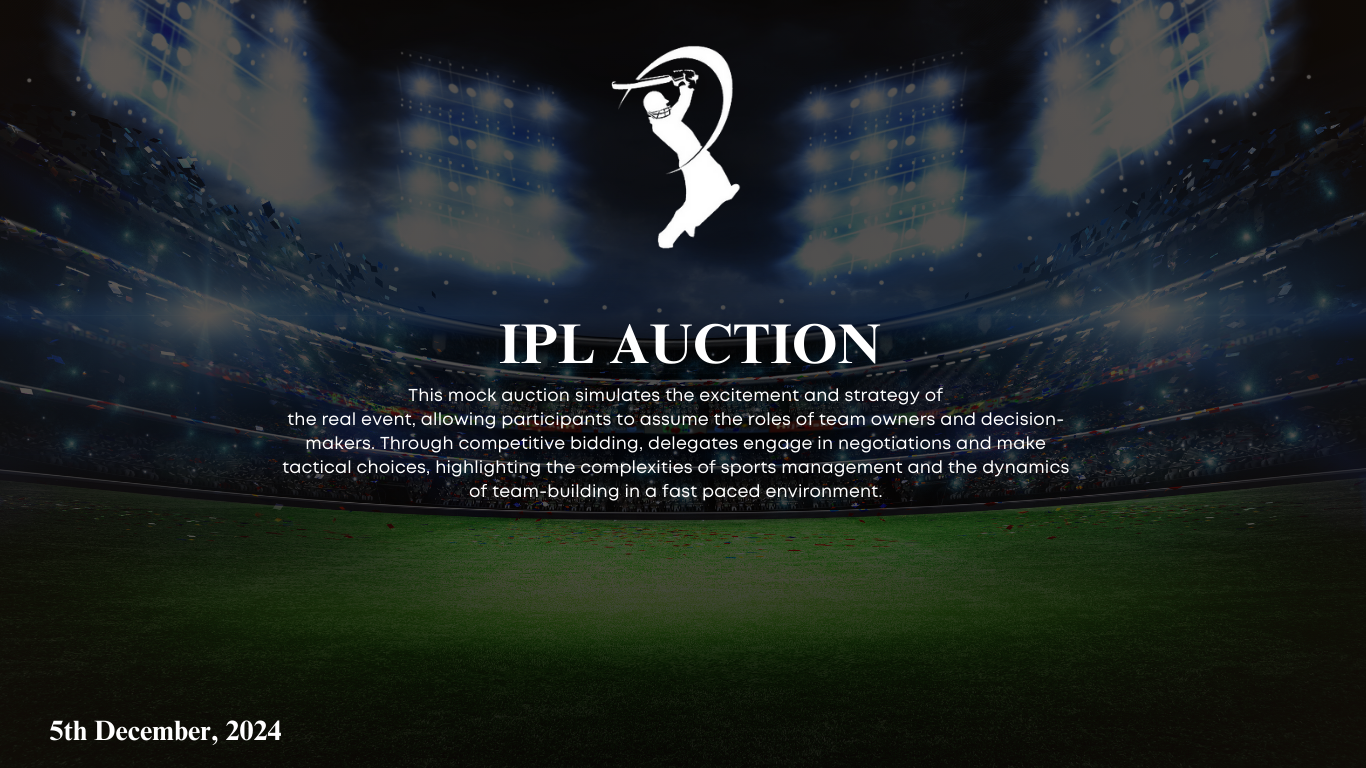 IPL AUCTION
This mock auction simulates the excitement and strategy of
the real event, allowing participants to assume the roles of team owners and decision-
makers. Through competitive bidding, delegates engage in negotiations and make
tactical choices, highlighting the complexities of sports management and the dynamics
of team-building in a fast paced environment.
5th December, 2024